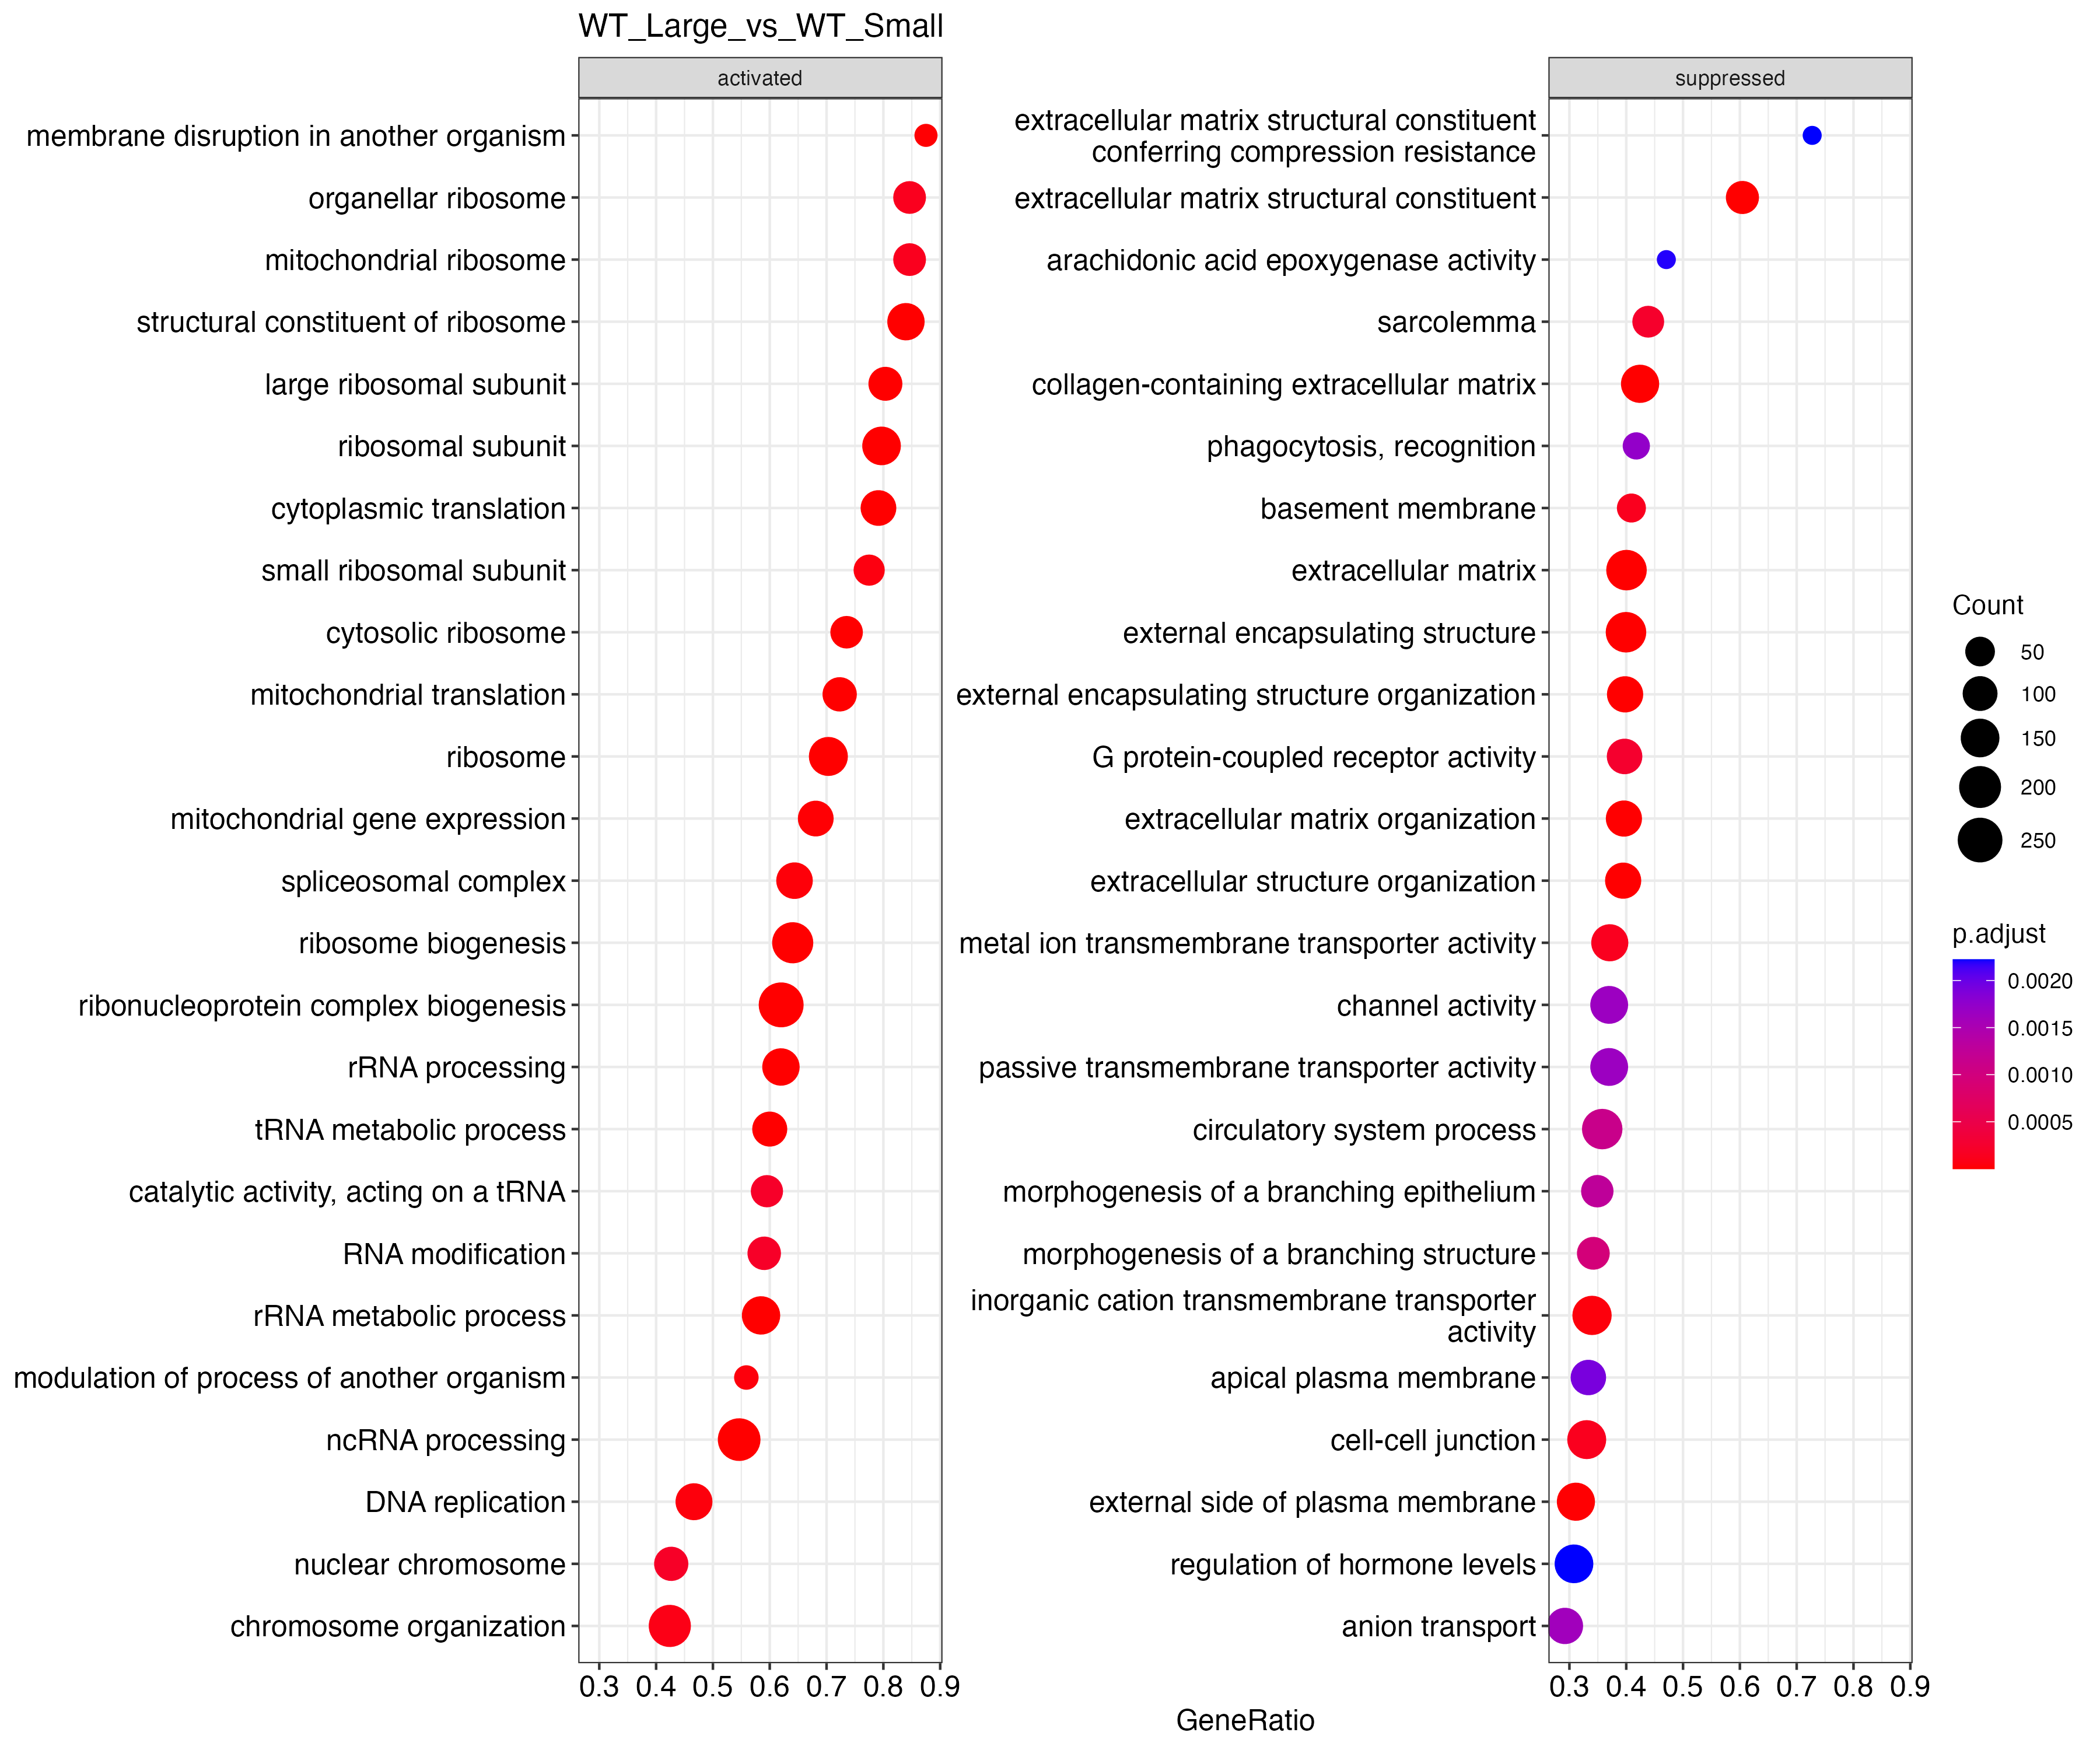 WT_Large_vs_WT_Small
activated
membrane disruption in another organism
organellar ribosome
mitochondrial ribosome
structural constituent of ribosome
large ribosomal subunit
ribosomal subunit
cytoplasmic translation
small ribosomal subunit
cytosolic ribosome
mitochondrial translation
ribosome
mitochondrial gene expression
spliceosomal complex
ribosome biogenesis
ribonucleoprotein complex biogenesis
rRNA processing
tRNA metabolic process
catalytic activity, acting on a tRNA
RNA modification
rRNA metabolic process
modulation of process of another organism
ncRNA processing
DNA replication
nuclear chromosome
chromosome organization
0.3 0.4 0.5 0.6 0.7 0.8 0.9
suppressed
extracellular matrix structural constituent
conferring compression resistance
extracellular matrix structural constituent
arachidonic acid epoxygenase activity
sarcolemma
collagen-containing extracellular matrix
phagocytosis, recognition
basement membrane
extracellular matrix
external encapsulating structure
external encapsulating structure organization
G protein-coupled receptor activity
extracellular matrix organization
extracellular structure organization
metal ion transmembrane transporter activity
channel activity
passive transmembrane transporter activity
circulatory system process
morphogenesis of a branching epithelium
morphogenesis of a branching structure
inorganic cation transmembrane transporter
activity
apical plasma membrane
cell-cell junction
external side of plasma membrane
regulation of hormone levels
anion transport
0.3 0.4 0.5 0.6 0.7 0.8 0.9
GeneRatio
Count
50
100
150
200
250
p.adjust
0.0020
0.0015
0.0010
0.0005